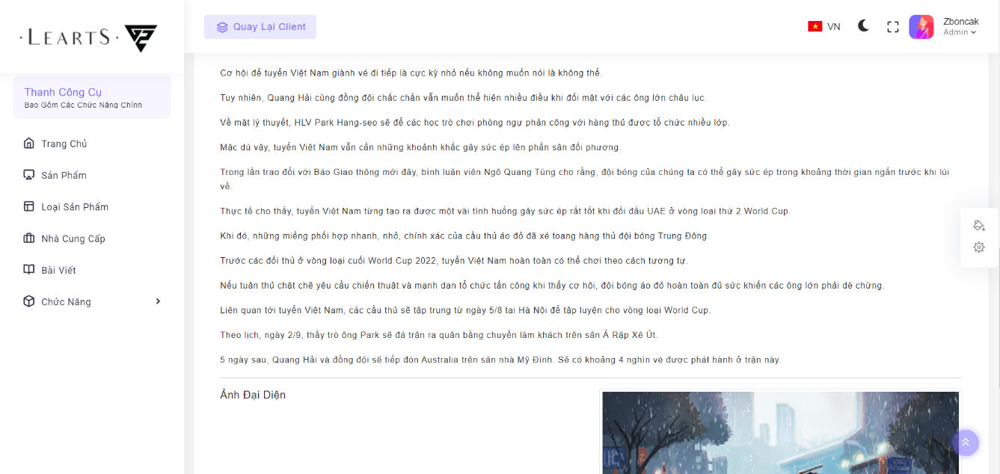 · LEARTS ·
Quay Lại Client
VN
Zboncak
Admin
Thanh Công Cụ
Bao Gồm Các Chức Năng Chính
Trang Chủ
Sản Phẩm
Loại Sản Phẩm
Nhà Cung Cấp
Bài Viết
Chức Năng
Cơ hội để tuyển Việt Nam giành vé đi tiếp là cực kỳ nhỏ nếu không muốn nói là không thể.
Tuy nhiên, Quang Hải cùng đồng đội chắc chắn vẫn muốn thể hiện nhiều điều khi đối mặt với các ông lớn châu lục.
Về mặt lý thuyết, HLV Park Hang-seo sẽ để các học trò chơi phòng ngự phản công với hàng thủ được tổ chức nhiều lớp.
Mặc dù vậy, tuyển Việt Nam vẫn cần những khoảnh khắc gây sức ép lên phần sân đối phương.
Trong lần trao đổi với Báo Giao thông mới đây, bình luận viên Ngô Quang Tùng cho rằng, đội bóng của chúng ta có thể gây sức ép trong khoảng thời gian ngắn trước khi lùi
về.
Thực tế cho thấy, tuyển Việt Nam từng tạo ra được một vài tình huống gây sức ép rất tốt khi đối đầu UAE ở vòng loại thứ 2 World Cup.
Khi đó, những miếng phối hợp nhanh, nhỏ, chính xác của cầu thủ áo đỏ đã xé toang hàng thủ đội bóng Trung Đông.
Trước các đối thủ ở vòng loại cuối World Cup 2022, tuyển Việt Nam hoàn toàn có thể chơi theo cách tương tự.
Nếu tuân thủ chặt chẽ yêu cầu chiến thuật và mạnh dạn tổ chức tấn công khi thấy cơ hội, đội bóng áo đỏ hoàn toàn đủ sức khiến các ông lớn phải dè chừng.
Liên quan tới tuyển Việt Nam, các cầu thủ sẽ tập trung từ ngày 5/8 tại Hà Nội để tập luyện cho vòng loại World Cup.
Theo lịch, ngày 2/9, thầy trò ông Park sẽ đá trận ra quân bằng chuyến làm khách trên sân Ả Rập Xê Út.
5 ngày sau, Quang Hải và đồng đội sẽ tiếp đón Australia trên sân nhà Mỹ Đình. Sẽ có khoảng 4 nghìn vé được phát hành ở trận này.
Ảnh Đại Diện